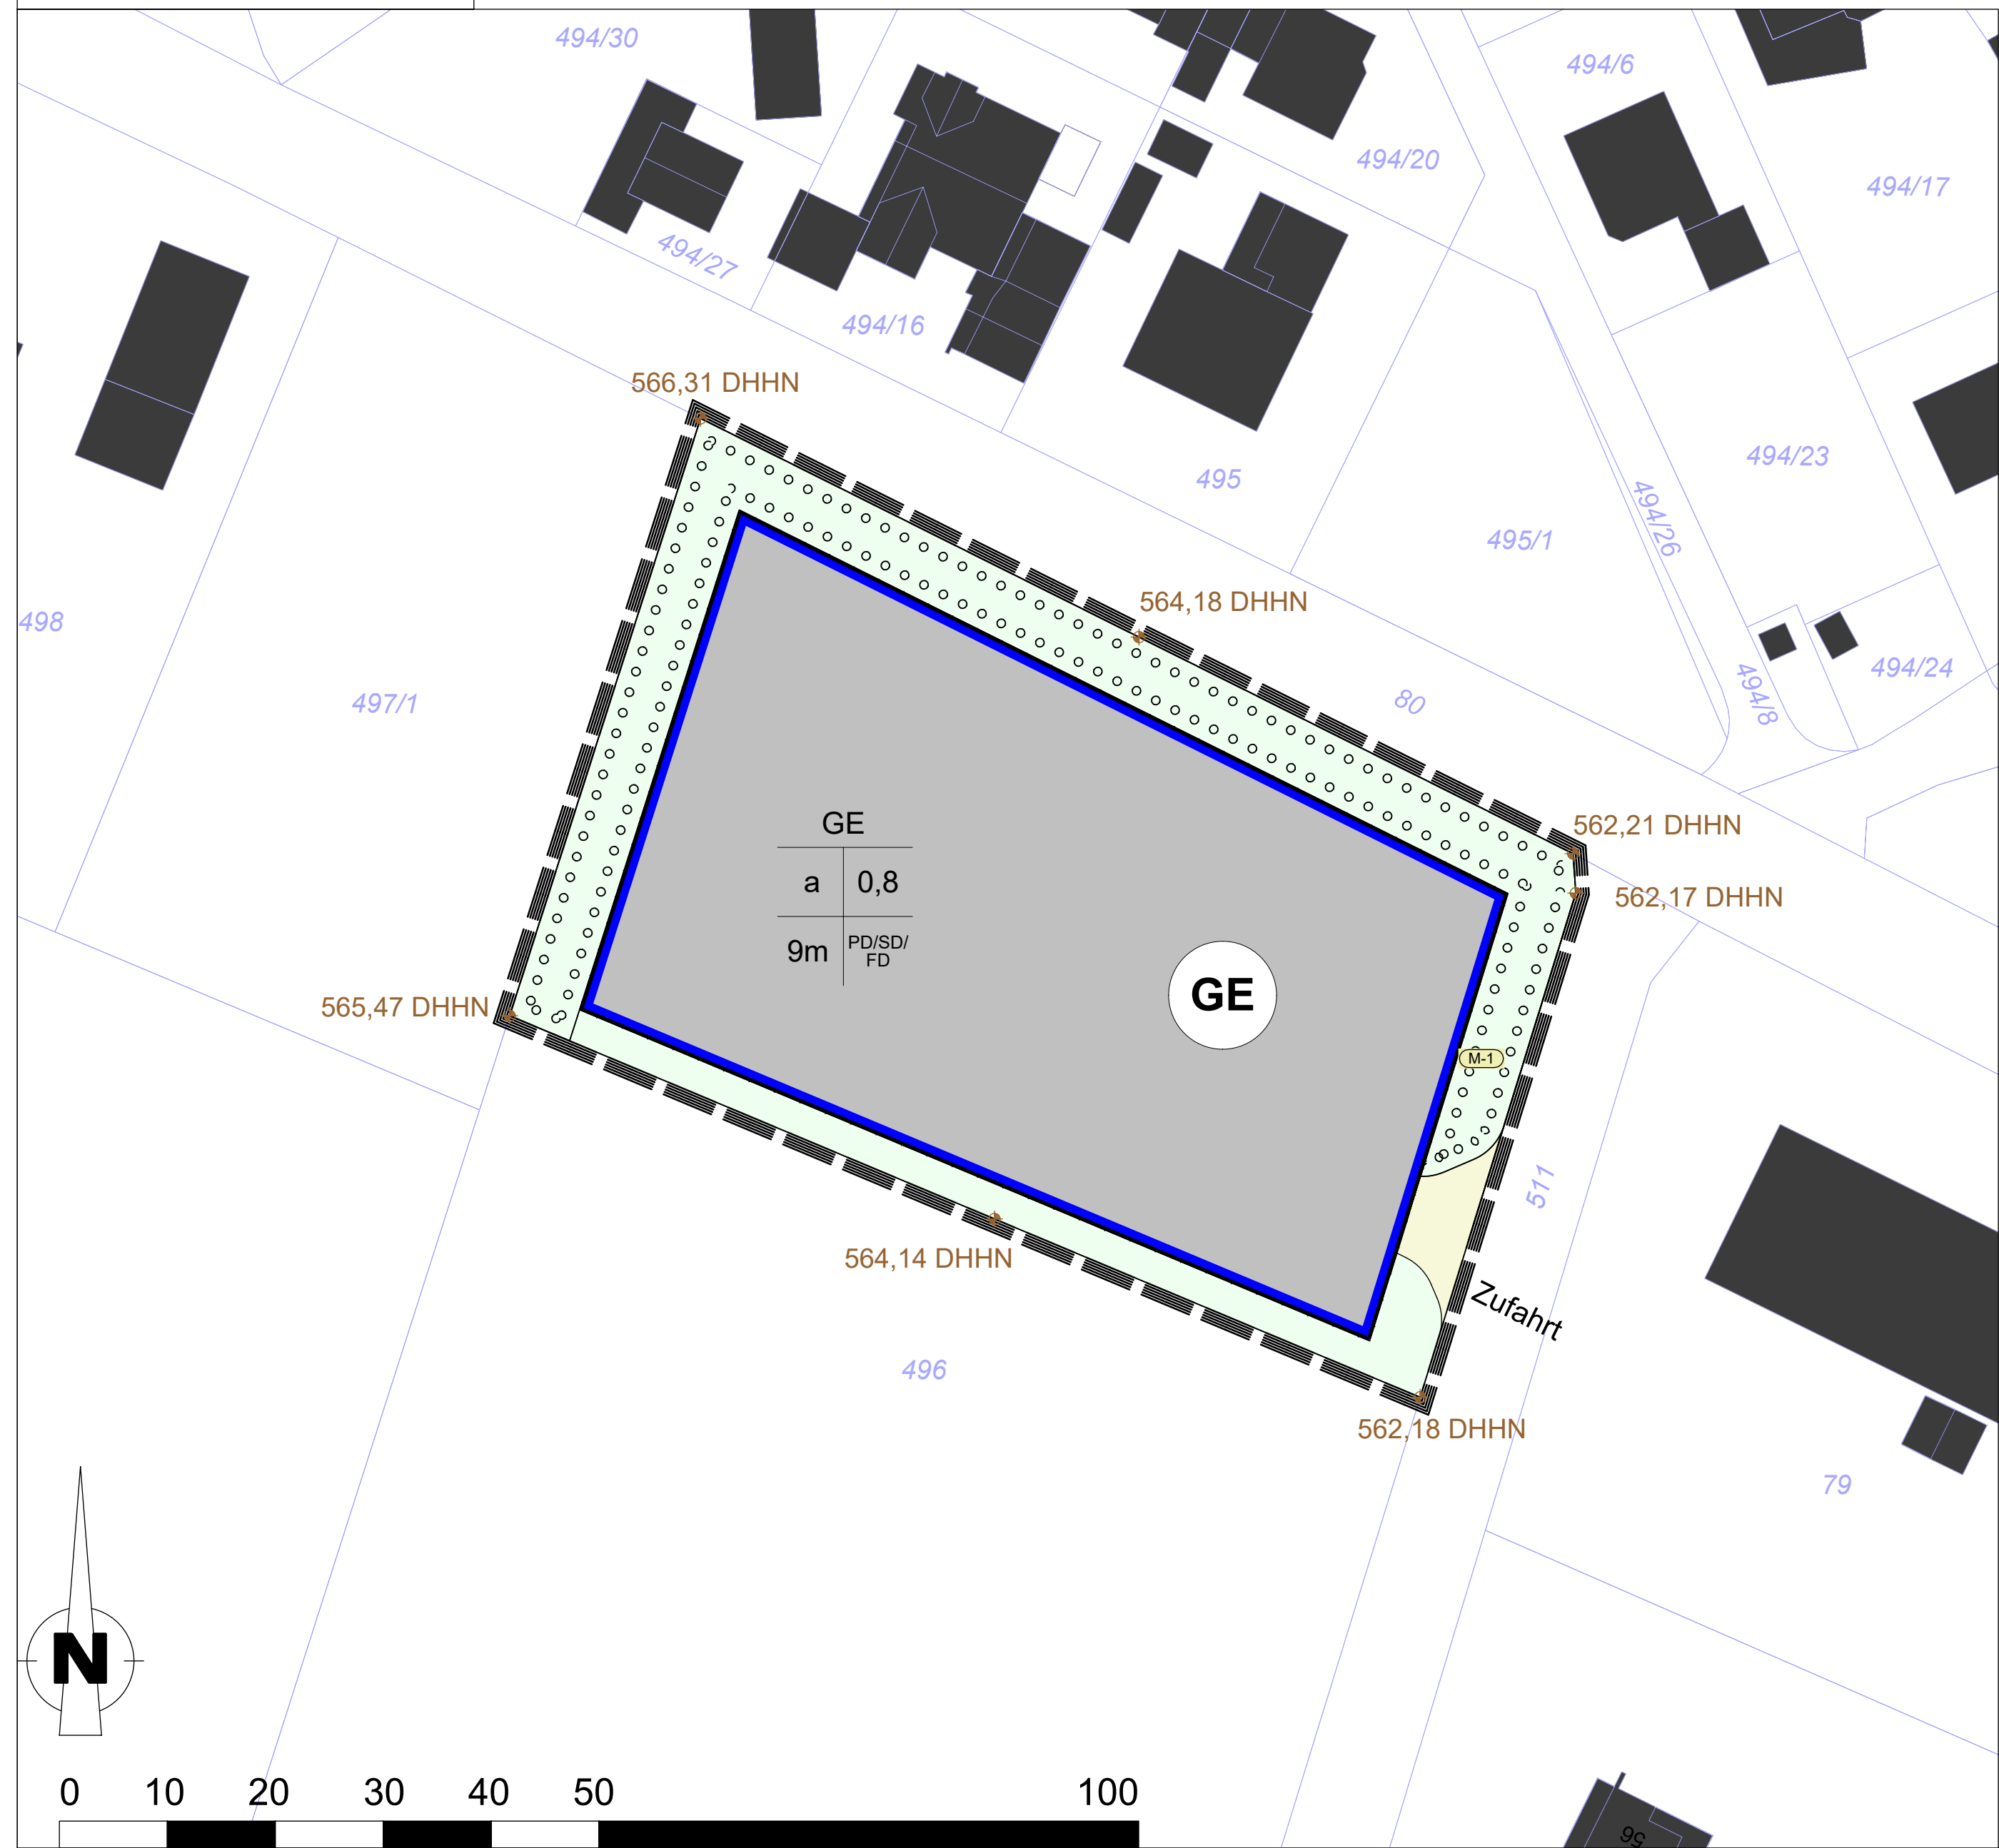 494/30
494/6
494/20
494/17
494/27
494/16
566,31 DHHN
494/23
495
494/26
495/1
564,18 DHHN
498
494/24
494/8
497/1
80
GE
562,21 DHHN
a 0,8
562,17 DHHN
9m PD/SD/
FD
GE
565,47 DHHN
M-1
511
564,14 DHHN
Zufahrt
496
562,18 DHHN
79
N
0 10 20 30 40 50 100
56